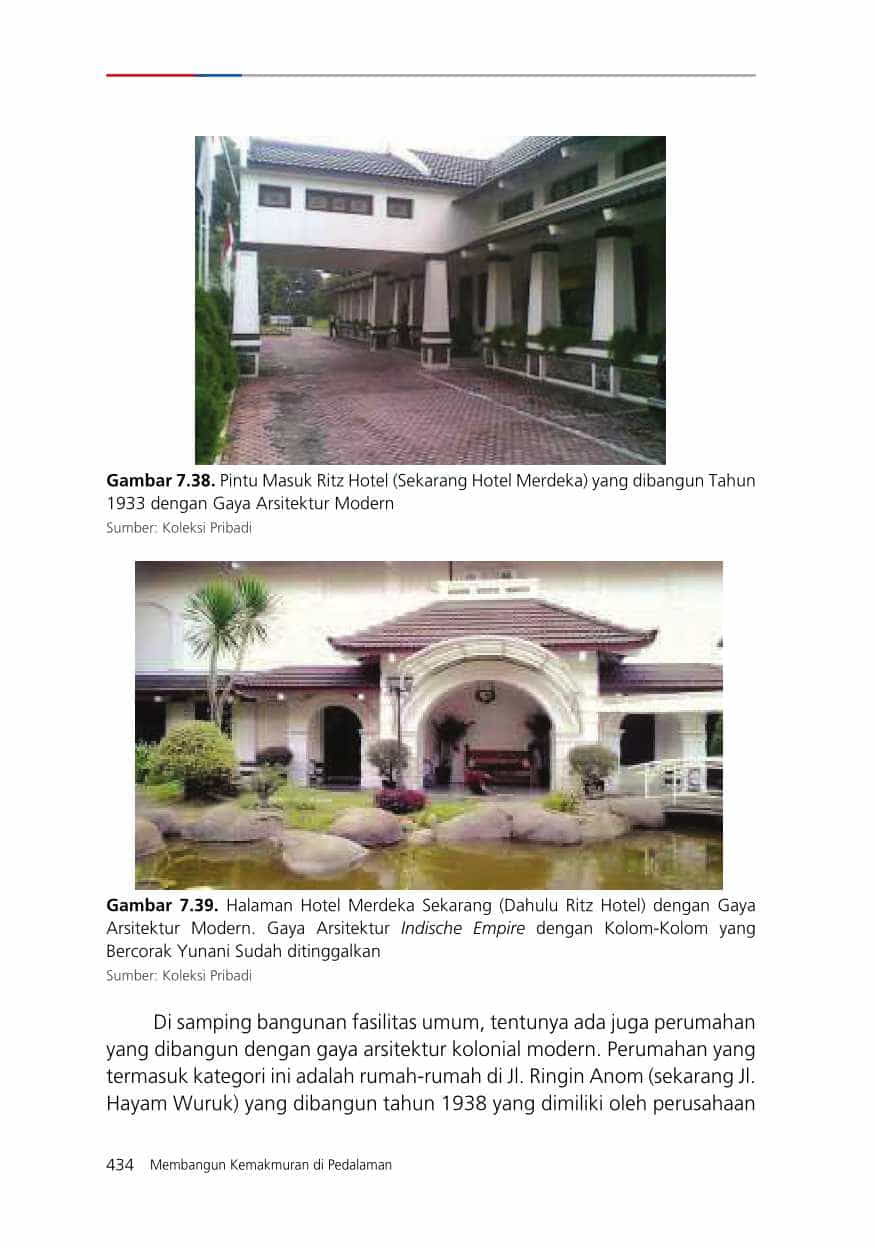 Gambar 7.38. Pintu Masuk Ritz Hotel (Sekarang Hotel Merdeka) yang dibangun Tahun
1933 dengan Gaya Arsitektur Modern
Sumber: Koleksi Pribadi
Gambar 7.39. Halaman Hotel Merdeka Sekarang (Dahulu Ritz Hotel) dengan Gaya
Arsitektur Modern. Gaya Arsitektur Indische Empire dengan Kolom-Kolom yang
Bercorak Yunani Sudah ditinggalkan
Sumber: Koleksi Pribadi
Di samping bangunan fasilitas umum, tentunya ada juga perumahan
yang dibangun dengan gaya arsitektur kolonial modern. Perumahan yang
termasuk kategori ini adalah rumah-rumah di Jl. Ringin Anom (sekarang Jl.
Hayam Wuruk) yang dibangun tahun 1938 yang dimiliki oleh perusahaan
434 Membangun Kemakmuran di Pedalaman